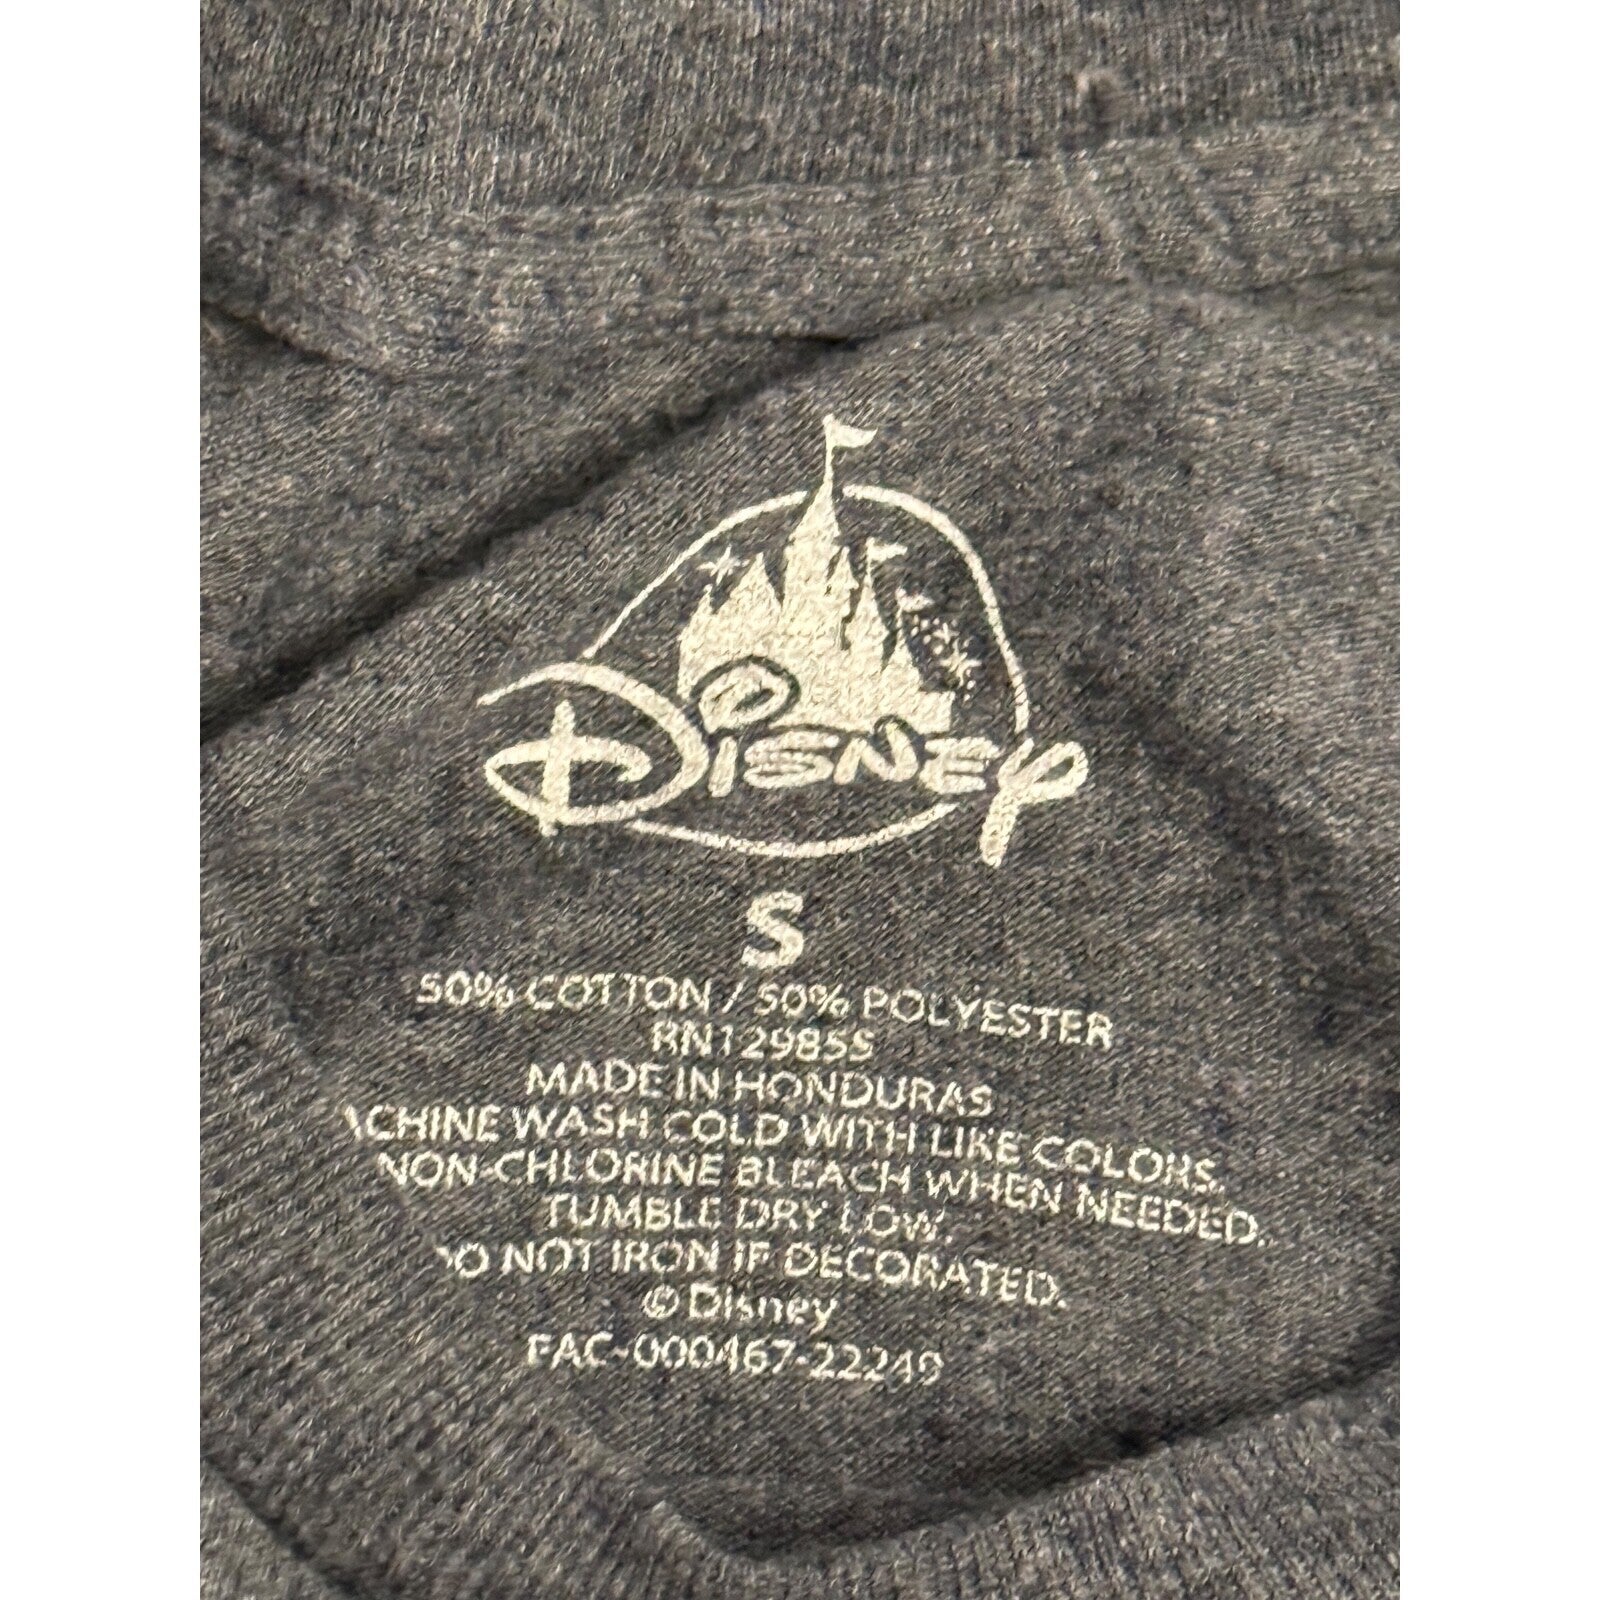 Disney
S
50% COTTON / 50% POLYESTER
RN129855
MADE IN HONDURAS
ACHINE WASH COLD WITH LIKE COLORS.
NON-CHLORINE BLEACH WHEN NEEDED.
TUMBLE DRY LOW.
DO NOT IRON IF DECORATED.
©Disney
FAC-000467-22249